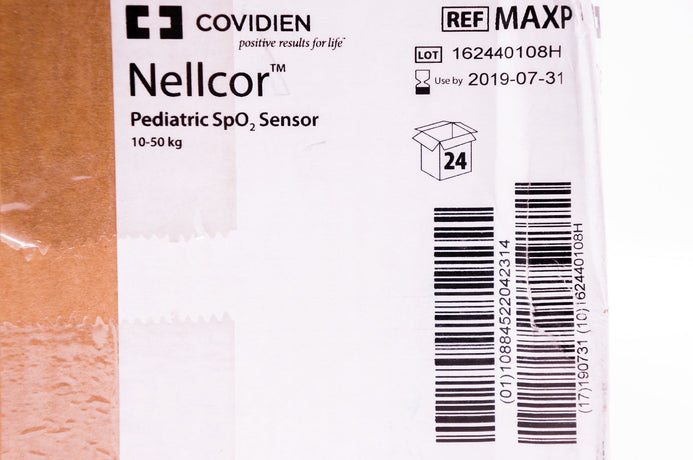 COVIDIEN
positive results for life™
Nellcor™
Pediatric SpO₂ Sensor
10-50 kg
REF MAXP
LOT 162440108H
Use by 2019-07-31
24
(01)10884522042314
(17)190731 (10)162440108H